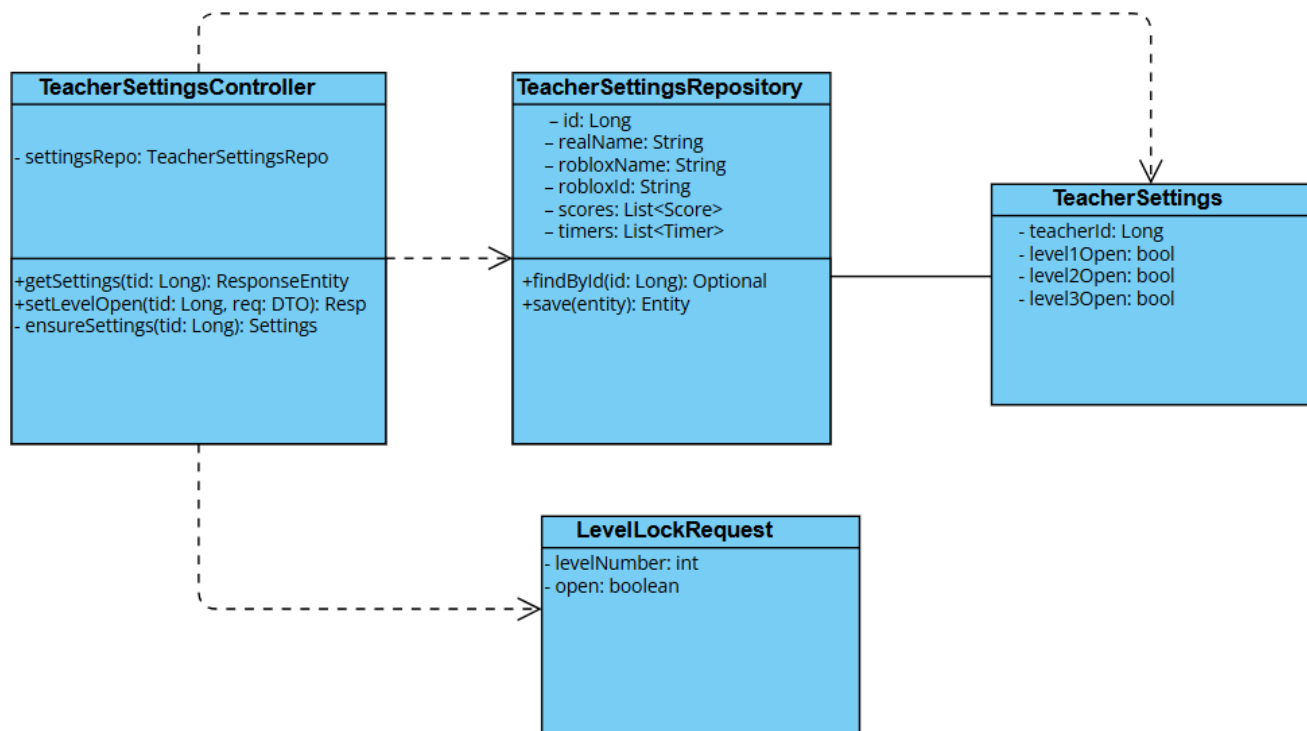 TeacherSettingsController
- settingsRepo: TeacherSettingsRepo
+getSettings(tid: Long): ResponseEntity
+setLevelOpen(tid: Long, req: DTO): Resp
- ensureSettings(tid: Long): Settings
TeacherSettingsRepository
– id: Long
– realName: String
– robloxName: String
– robloxId: String
– scores: List<Score>
– timers: List<Timer>
+findById(id: Long): Optional
+save(entity): Entity
TeacherSettings
- teacherId: Long
- level1Open: bool
- level2Open: bool
- level3Open: bool
LevelLockRequest
- levelNumber: int
- open: boolean